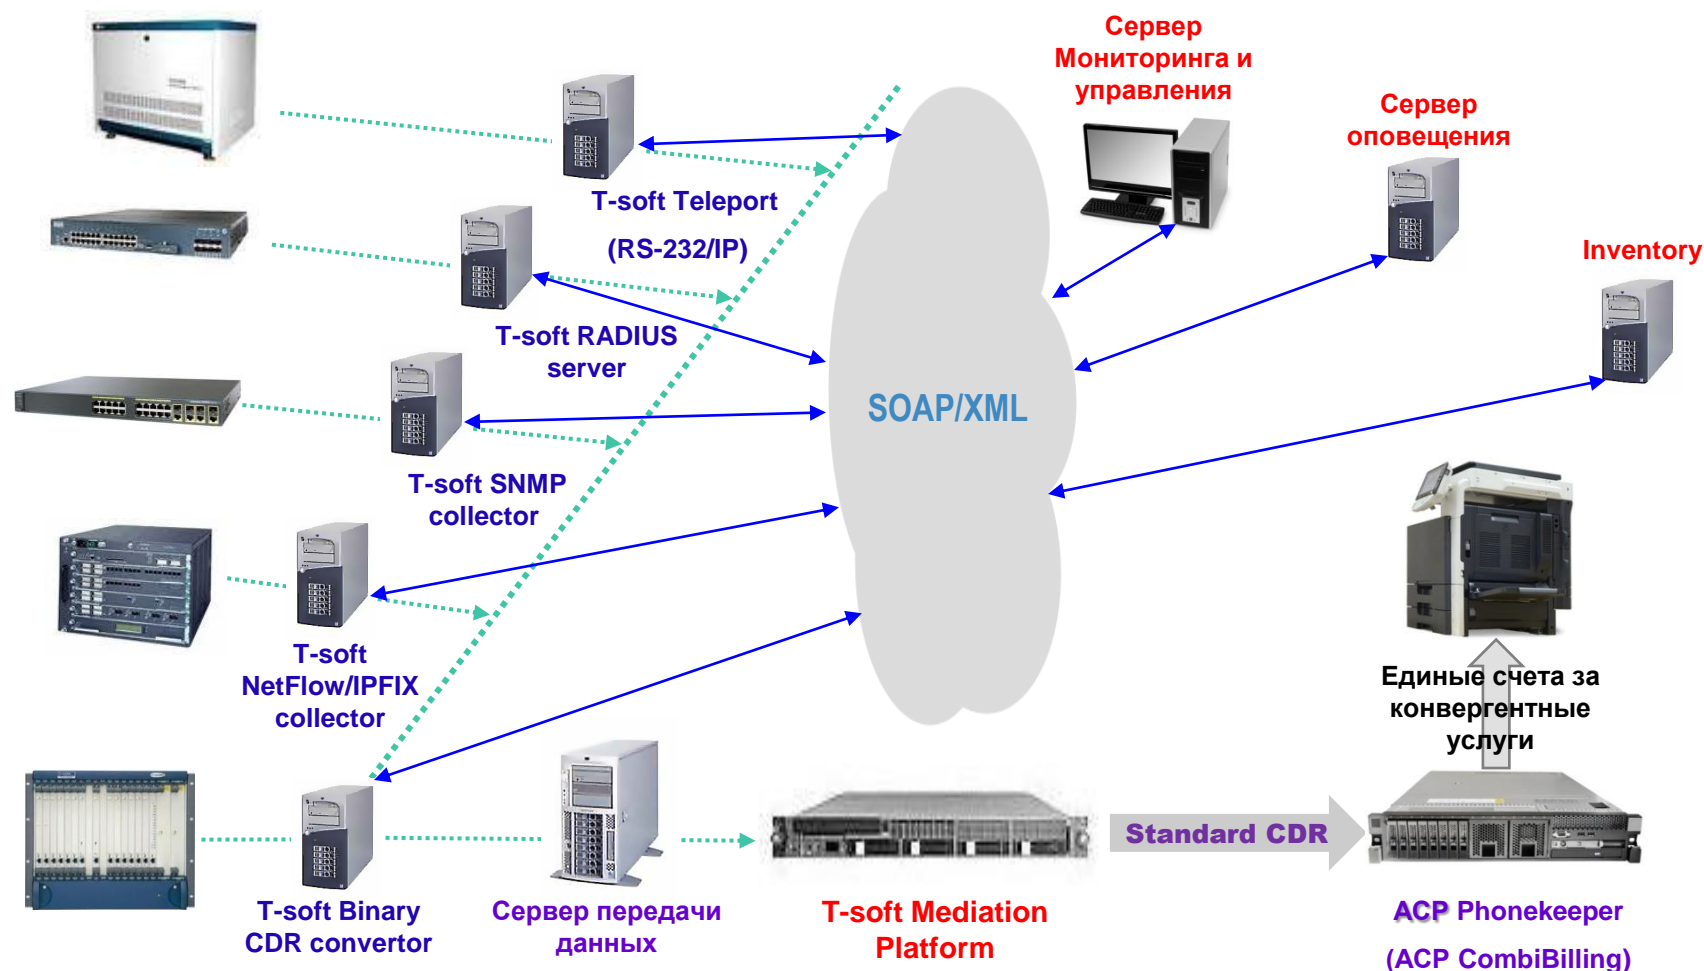 Сервер
Мониторинга и
управления
Сервер
оповещения
T-soft Teleport
(RS-232/IP)
Inventory
T-soft RADIUS
server
SOAP/XML
T-soft SNMP
collector
T-soft
NetFlow/IPFIX
collector
Единые счета за
конвергентные
услуги
Standard CDR
T-soft Binary
CDR convertor
Сервер передачи
данных
T-soft Mediation
Platform
ACP Phonekeeper
(ACP CombiBilling)